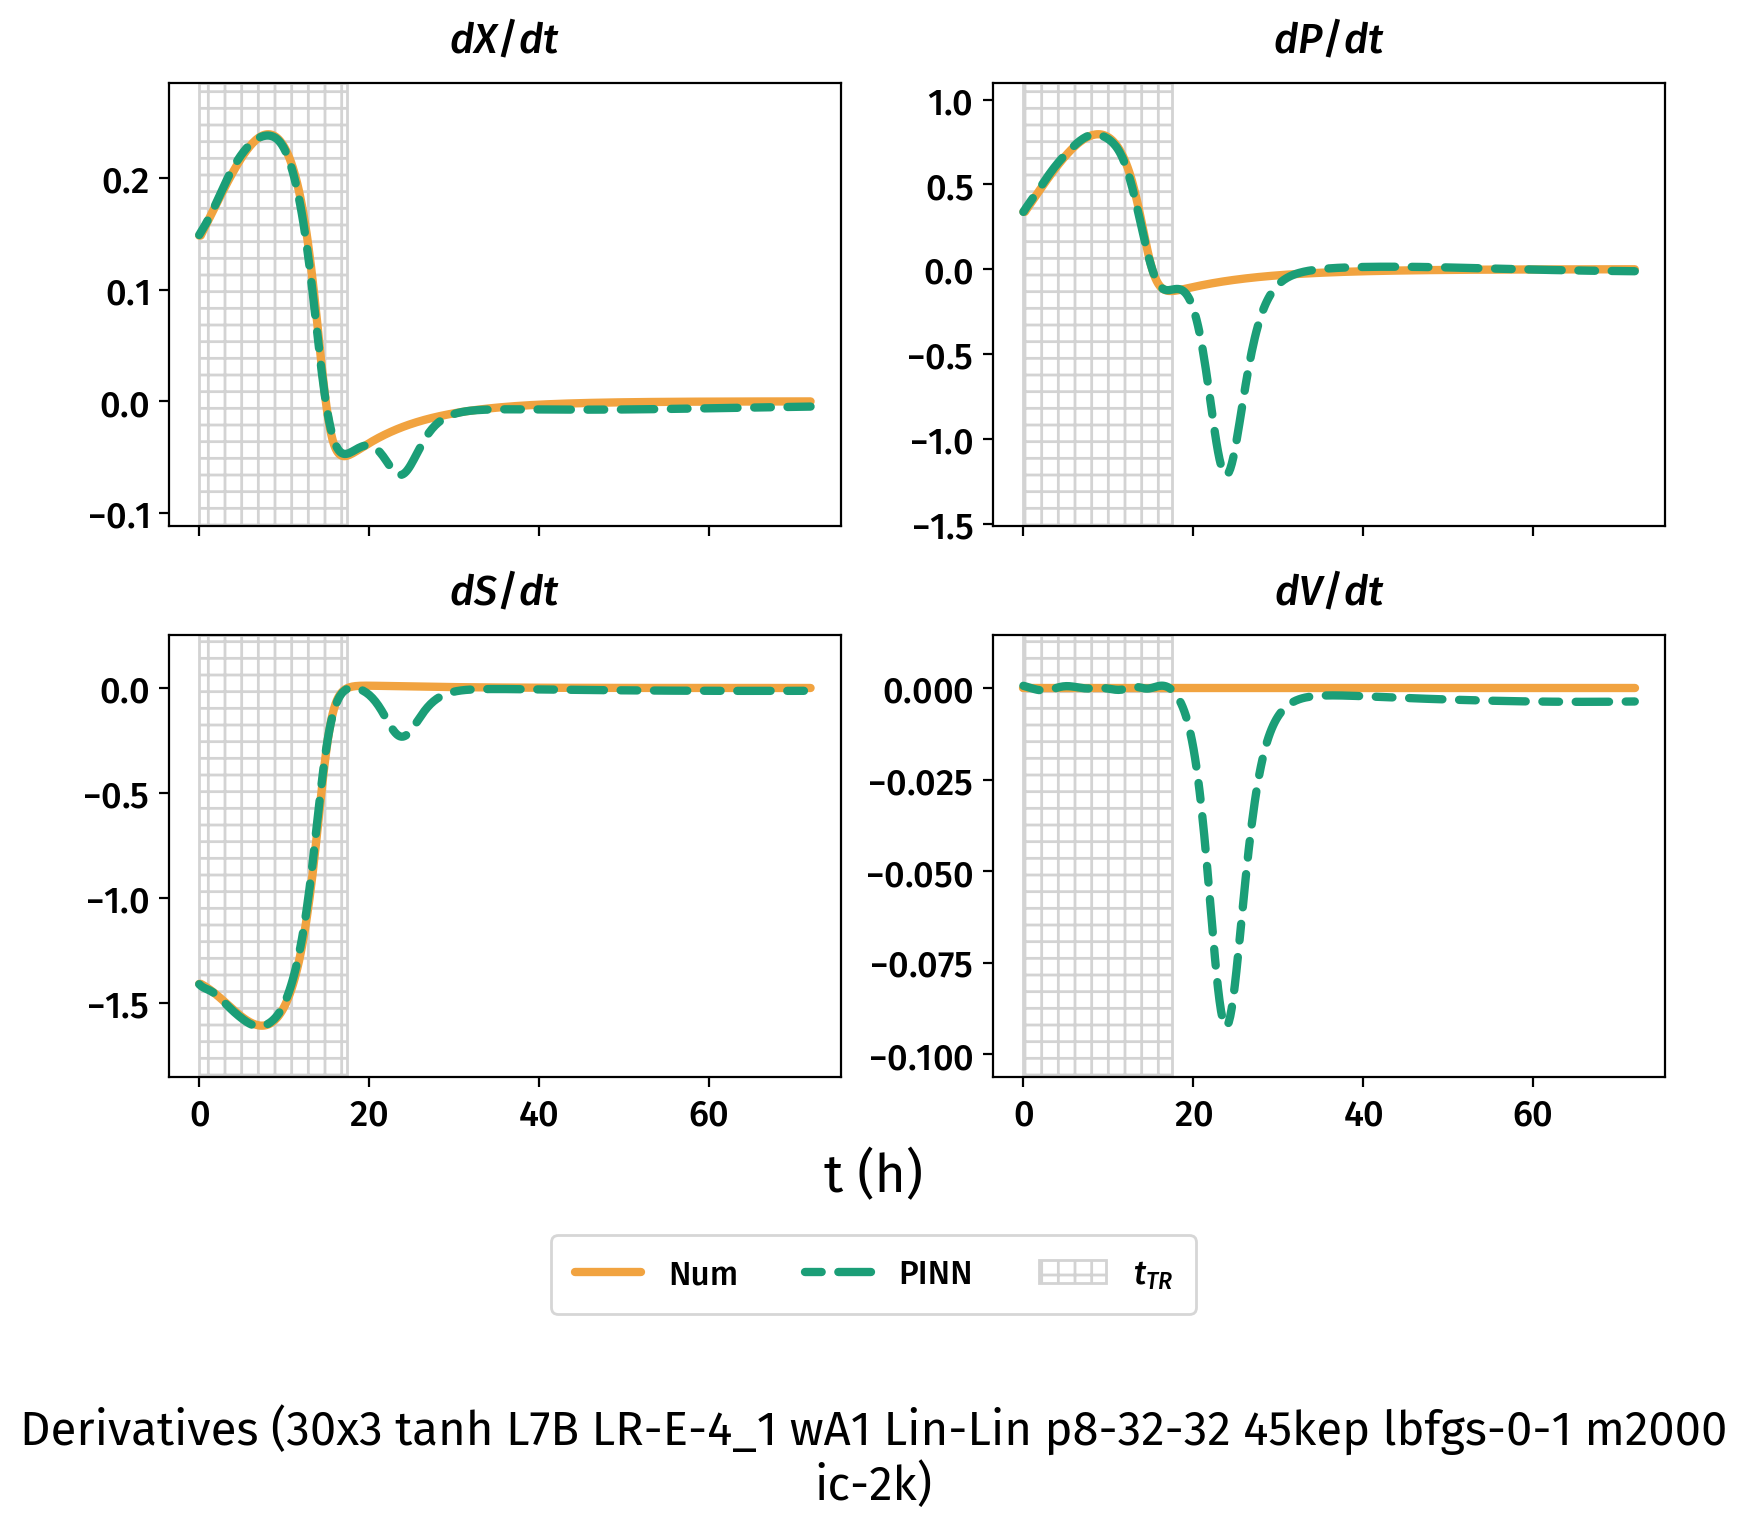 dX/dt
dP/dt
0.2
0.1
0.0
−0.1
1.0
0.5
0.0
−0.5
−1.0
−1.5
dS/dt
dV/dt
0.0
−0.5
−1.0
−1.5
0 20 40 60
0.000
−0.025
−0.050
−0.075
−0.100
0 20 40 60
t (h)
Num PINN tTR
Derivatives (30x3 tanh L7B LR-E-4_1 wA1 Lin-Lin p8-32-32 45kep lbfgs-0-1 m2000
ic-2k)